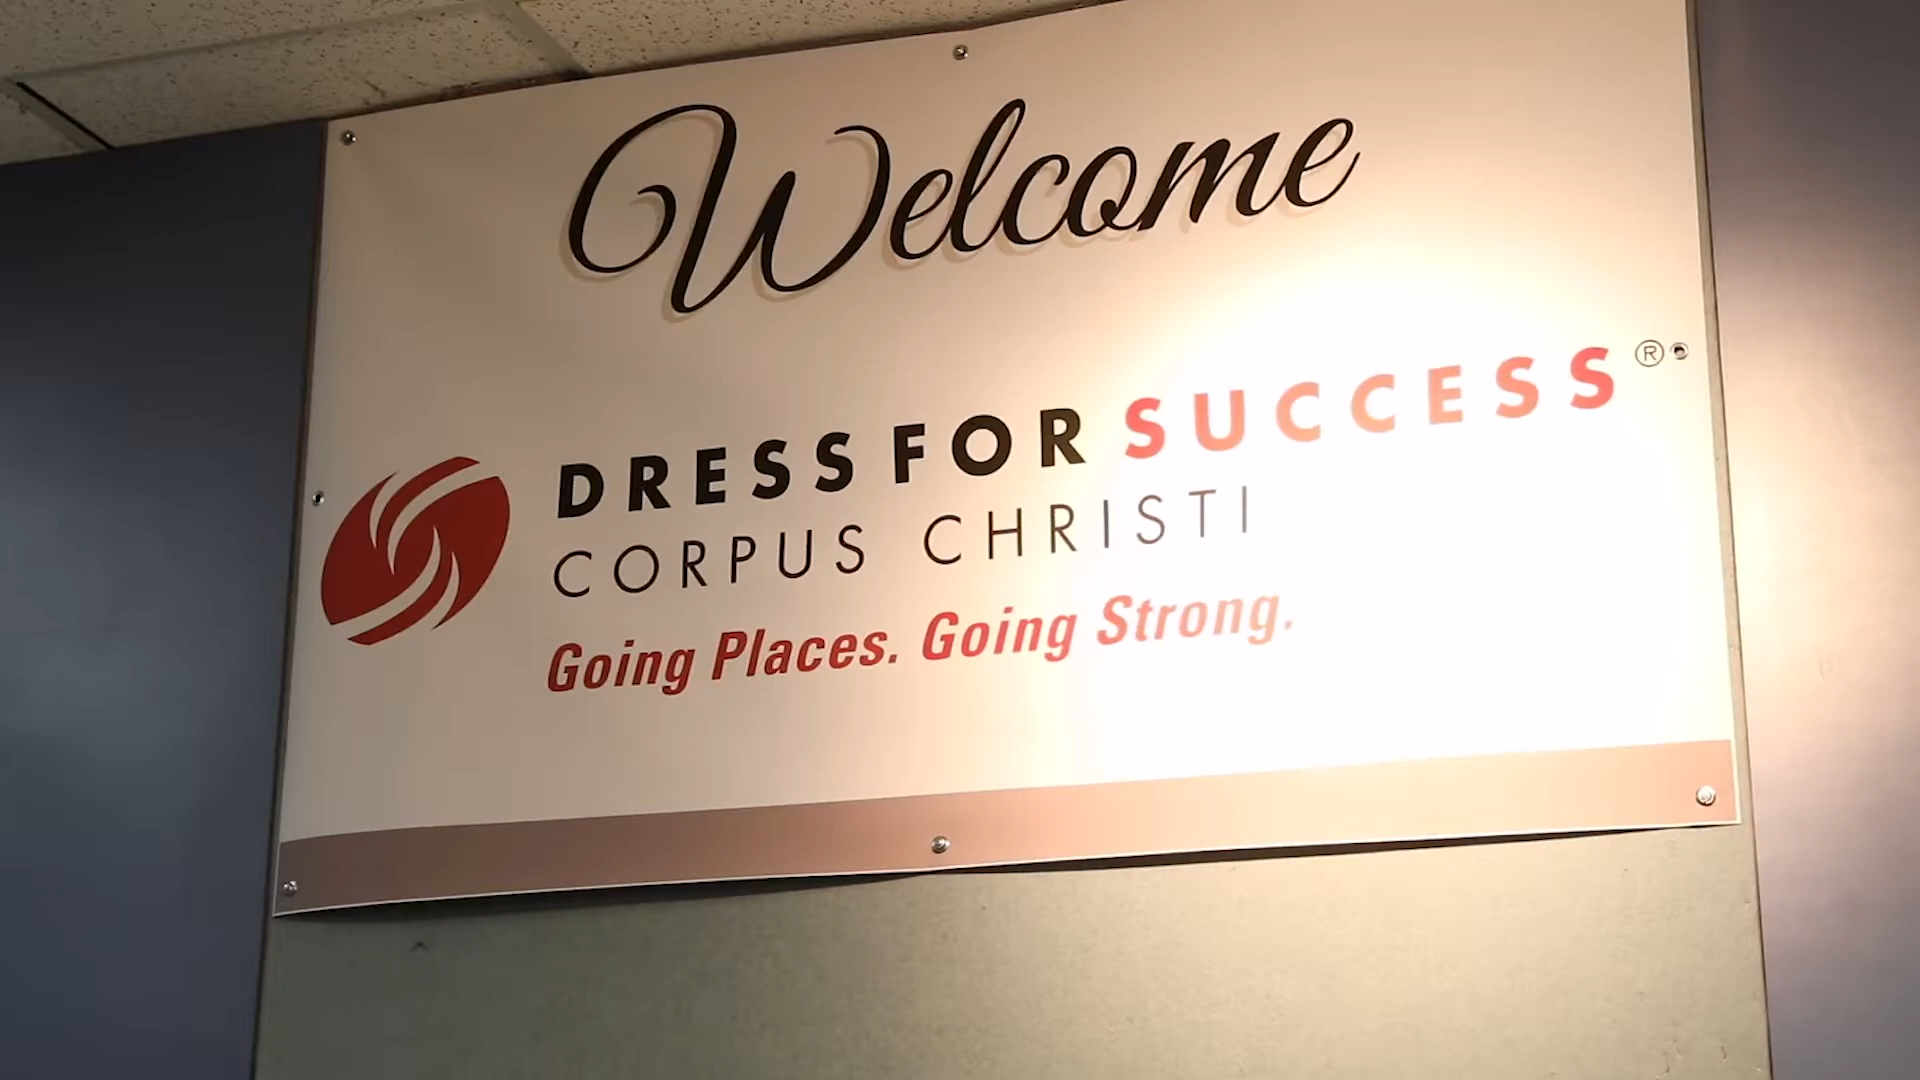 Welcome
DRESS FOR SUCCESS®
CORPUS CHRISTI
Going Places. Going Strong.